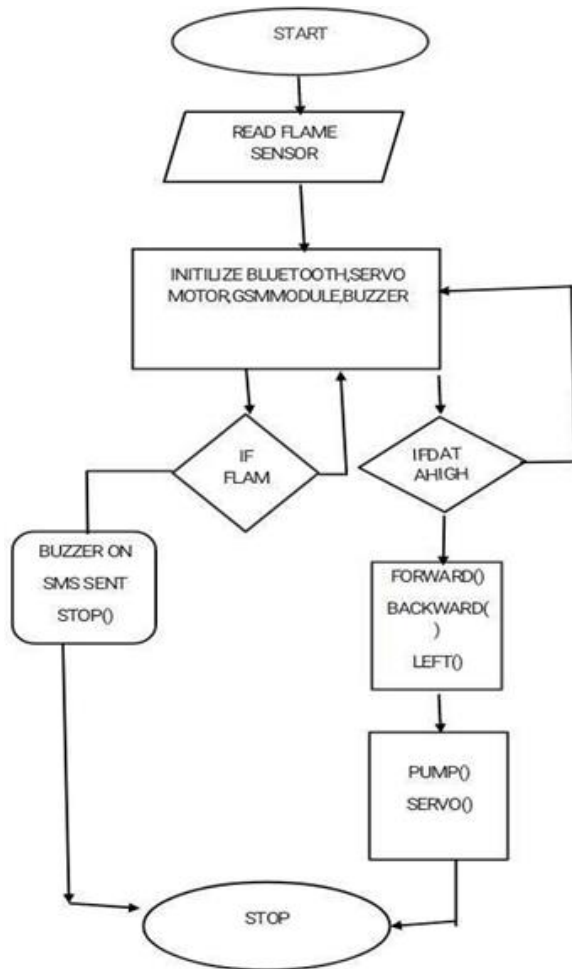 START
READ FLAME
SENSOR
INITILIZE BLUETOOTH,SERVO
MOTOR,GSMMODULE,BUZZER
IF
FLAM
IFDAT
AHIGH
BUZZER ON
SMS SENT
STOP()
FORWARD()
BACKWARD(
)
LEFT()
PUMP()
SERVO()
STOP